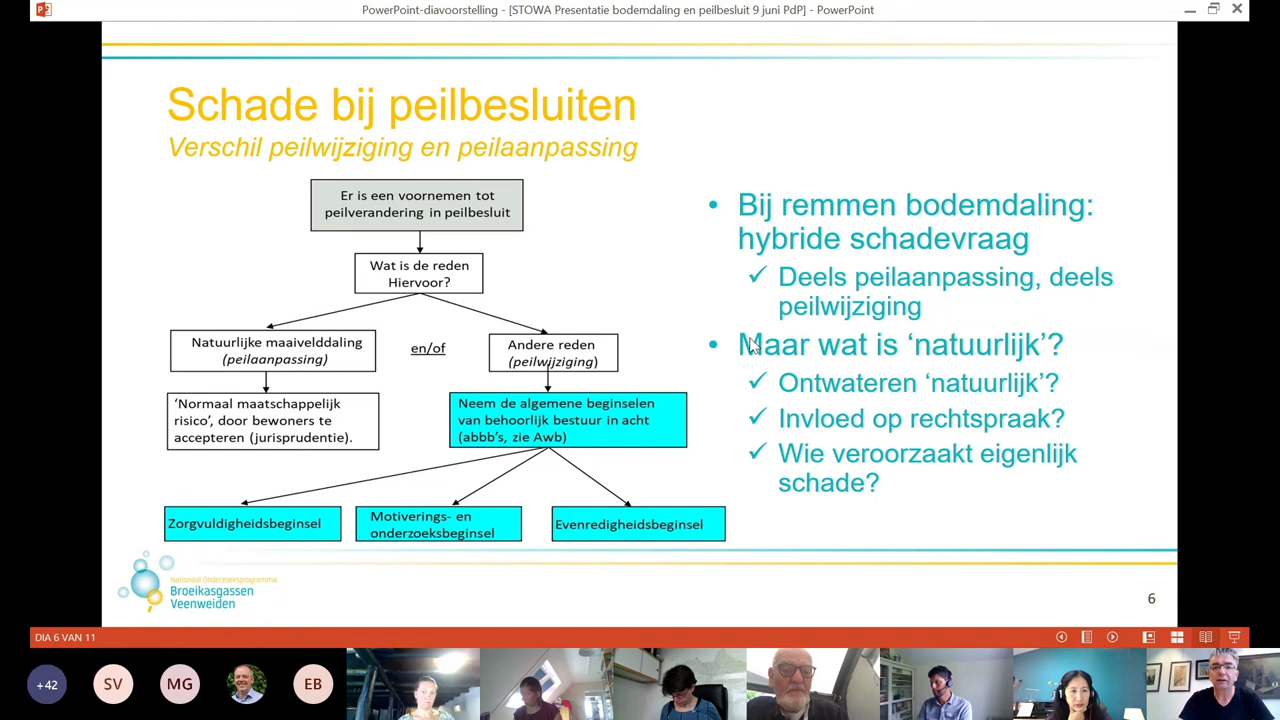 PowerPoint-diavoorstelling - [STOWA Presentatie bodemdaling en peilbesluit 9 juni PdP] - PowerPoint
Schade bij peilbesluiten
Verschil peilwijziging en peilaanpassing
Er is een voornemen tot
peilverandering in peilbesluit
Wat is de reden
Hiervoor?
Natuurlijke maaivelddaling
(peilaanpassing)
en/of
Andere reden
(peilwijziging)
'Normaal maatschappelijk
risico', door bewoners te
accepteren (jurisprudentie).
Neem de algemene beginselen
van behoorlijk bestuur in acht
(abbb's, zie Awb)
Zorgvuldigheidsbeginsel
Motiverings- en
onderzoeksbeginsel
Evenredigheidsbeginsel
• Bij remmen bodemdaling:
hybride schadevraag
✓ Deels peilaanpassing, deels
peilwijziging
• Maar wat is ‘natuurlijk’?
✓ Ontwateren ‘natuurlijk’?
✓ Invloed op rechtspraak?
✓ Wie veroorzaakt eigenlijk
schade?
Nationaal Onderzoeksprogramma
Broeikasgassen
Veenweiden
6
DIA 6 VAN 11
+42
SV
MG
EB